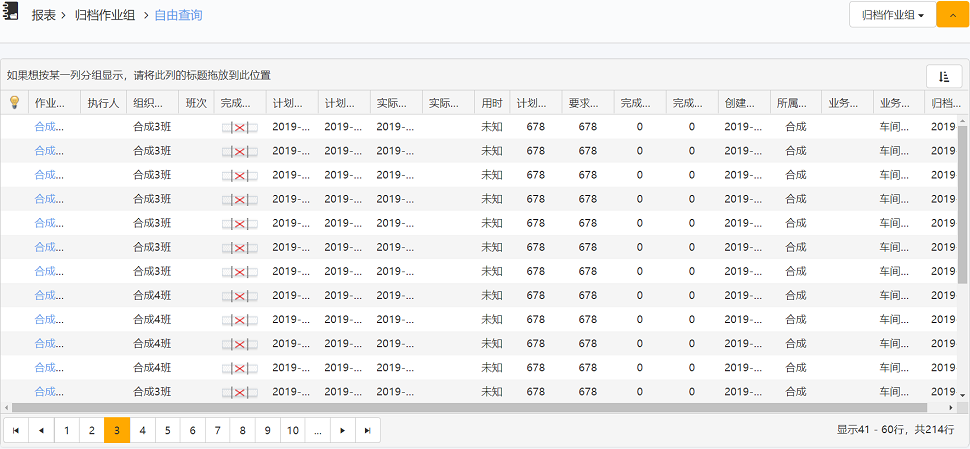 报表 > 归档作业组 > 自由查询
归档作业组
如果想按某一列分组显示，请将此列的标题拖放到此位置
作业... 执行人 组织... 班次 完成... 计划... 计划... 实际... 实际... 用时 计划... 要求... 完成... 完成... 创建... 所属... 业务... 业务... 归档...
合成... 合成3班 2019-... 2019-... 2019-... 未知 678 678 0 0 2019-... 合成 车间... 2019
合成... 合成3班 2019-... 2019-... 2019-... 未知 678 678 0 0 2019-... 合成 车间... 2019
合成... 合成3班 2019-... 2019-... 2019-... 未知 678 678 0 0 2019-... 合成 车间... 2019
合成... 合成3班 2019-... 2019-... 2019-... 未知 678 678 0 0 2019-... 合成 车间... 2019
合成... 合成3班 2019-... 2019-... 2019-... 未知 678 678 0 0 2019-... 合成 车间... 2019
合成... 合成3班 2019-... 2019-... 2019-... 未知 678 678 0 0 2019-... 合成 车间... 2019
合成... 合成3班 2019-... 2019-... 2019-... 未知 678 678 0 0 2019-... 合成 车间... 2019
合成... 合成4班 2019-... 2019-... 2019-... 未知 678 678 0 0 2019-... 合成 车间... 2019
合成... 合成4班 2019-... 2019-... 2019-... 未知 678 678 0 0 2019-... 合成 车间... 2019
合成... 合成4班 2019-... 2019-... 2019-... 未知 678 678 0 0 2019-... 合成 车间... 2019
合成... 合成4班 2019-... 2019-... 2019-... 未知 678 678 0 0 2019-... 合成 车间... 2019
合成... 合成3班 2019-... 2019-... 2019-... 未知 678 678 0 0 2019-... 合成 车间... 2019
1 2 3 4 5 6 7 8 9 10 ... 显示41 - 60行，共214行